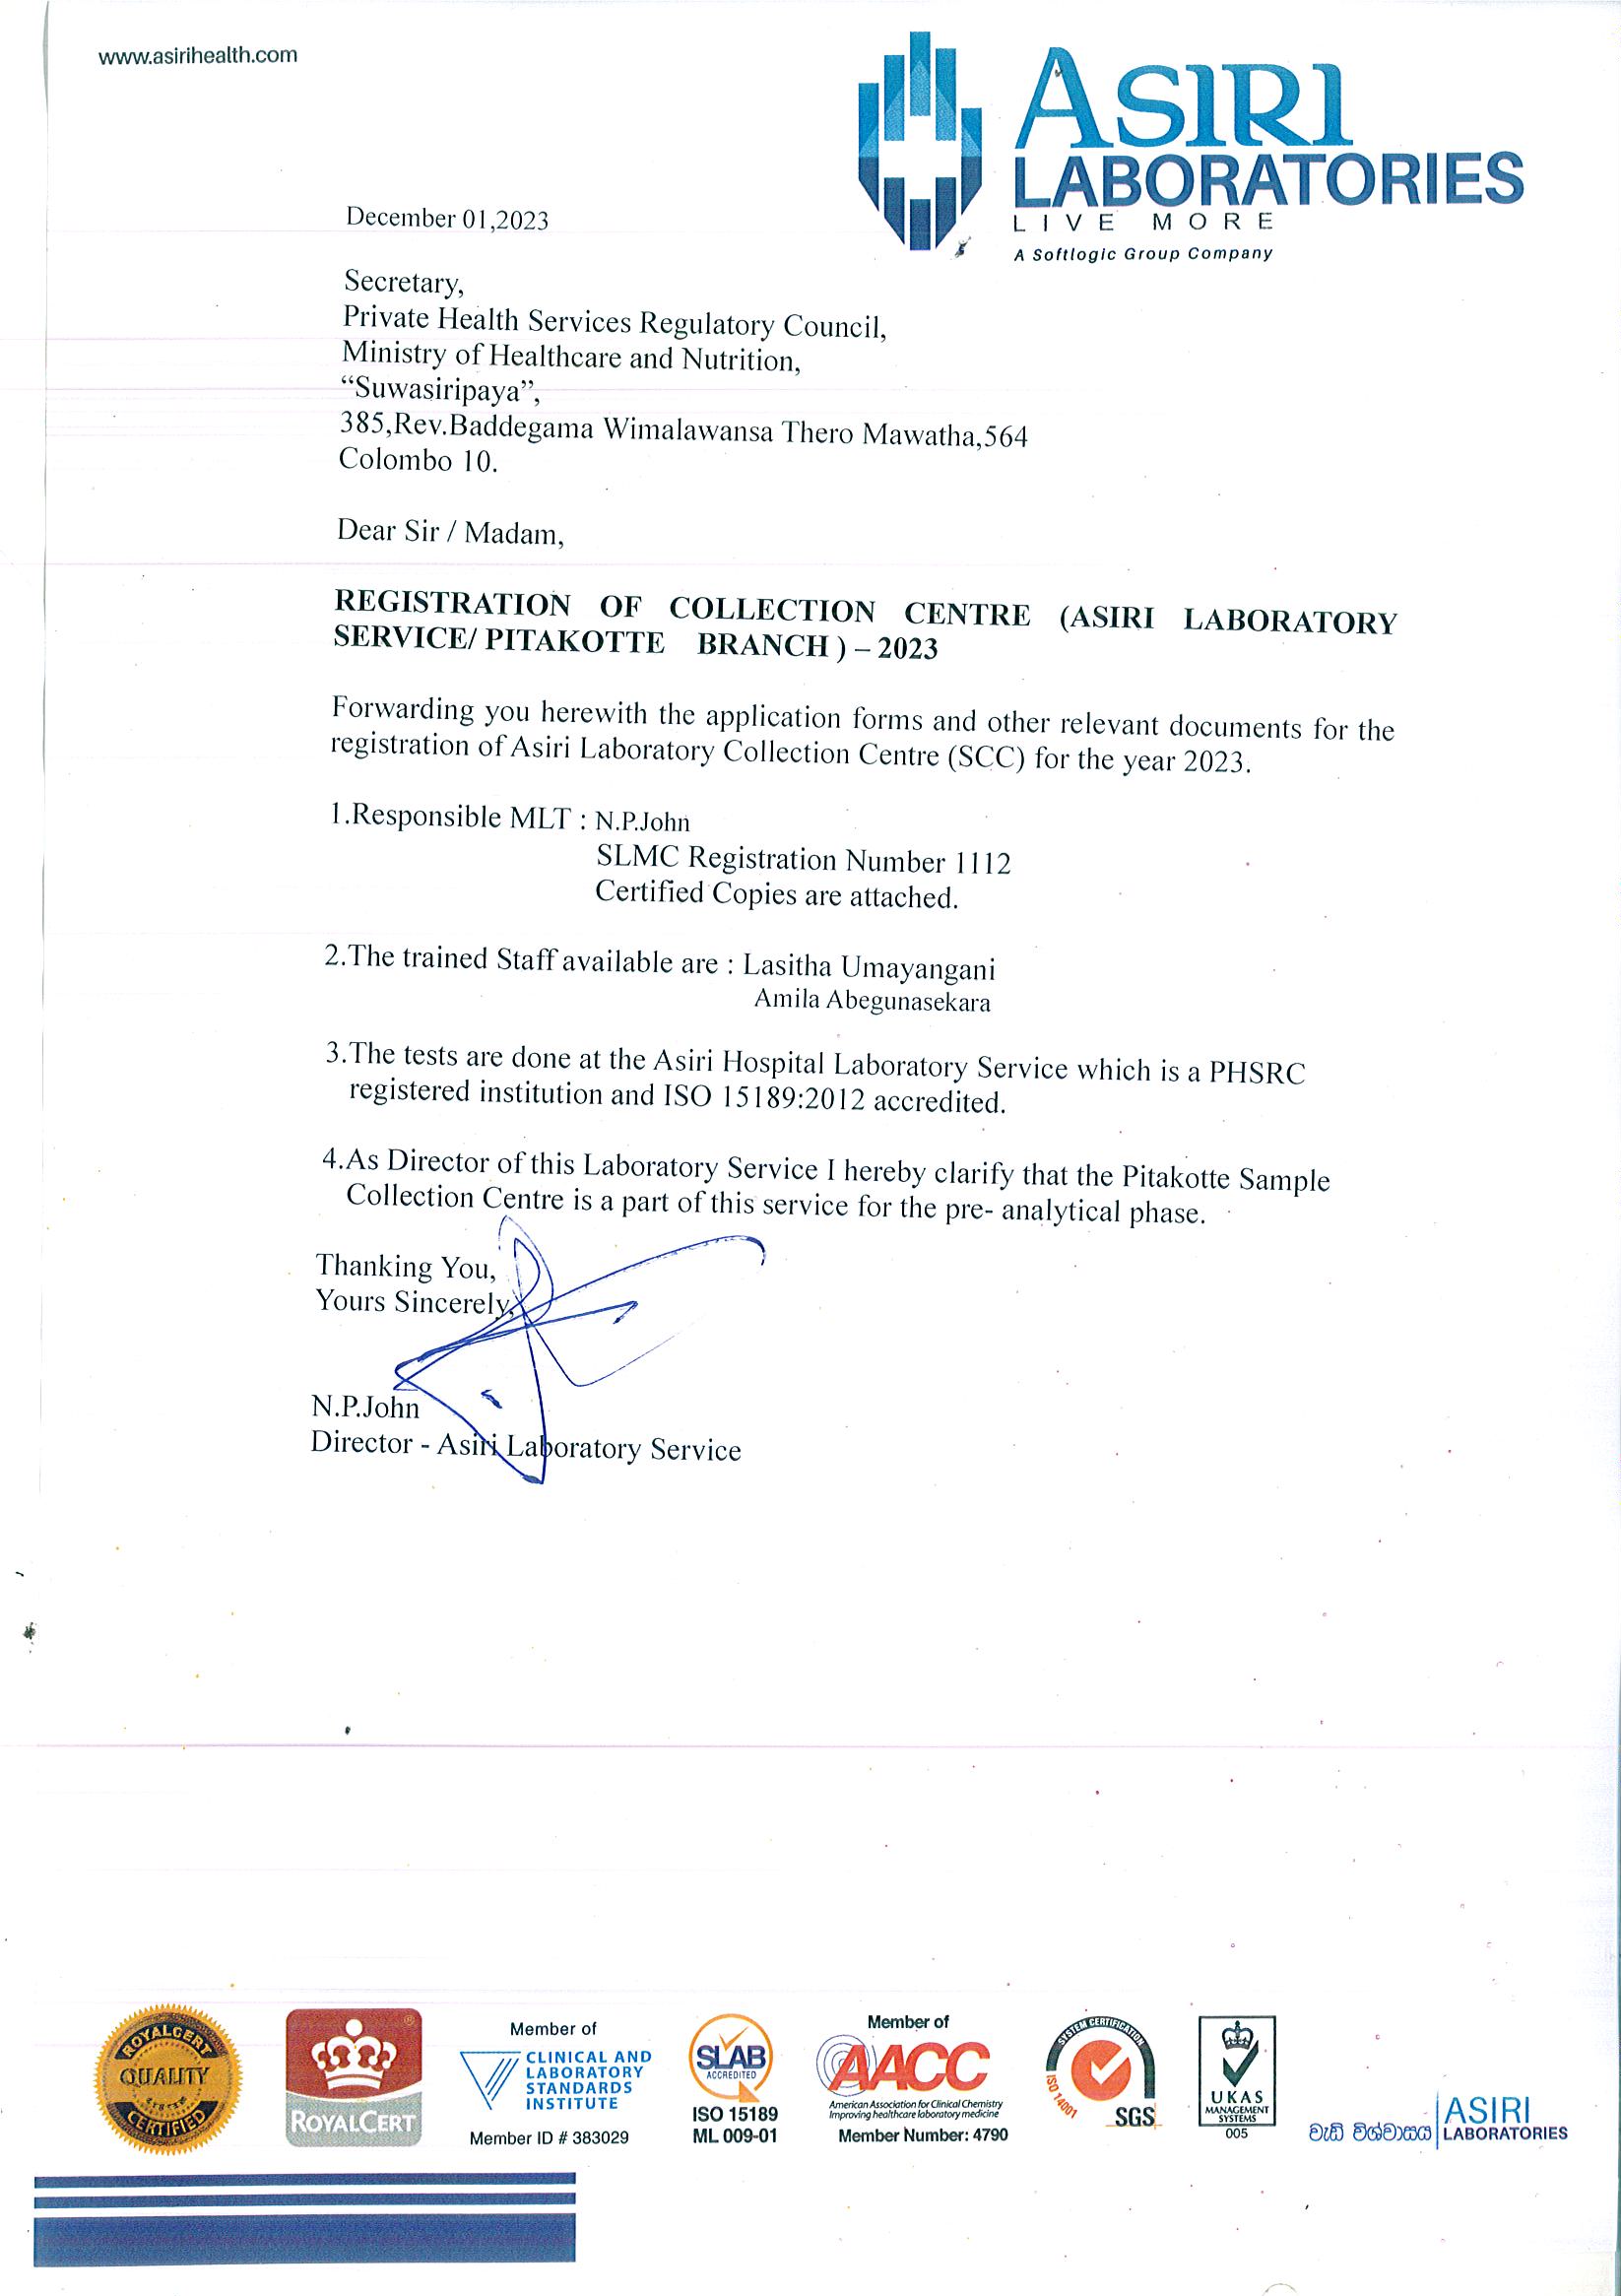 www.asirihealth.com
ASIRI
LABORATORIES
LIVE MORE
A Softlogic Group Company
December 01,2023
Secretary,
Private Health Services Regulatory Council,
Ministry of Healthcare and Nutrition,
“Suwasiripaya”,
385,Rev.Baddegama Wimalawansa Thero Mawatha,564
Colombo 10.
Dear Sir / Madam,
REGISTRATION OF COLLECTION CENTRE (ASIRI LABORATORY
SERVICE/ PITAKOTTE BRANCH ) – 2023
Forwarding you herewith the application forms and other relevant documents for the
registration of Asiri Laboratory Collection Centre (SCC) for the year 2023.
1.Responsible MLT : N.P.John
SLMC Registration Number 1112
Certified Copies are attached.
2.The trained Staff available are : Lasitha Umayangani
Amila Abegunasekara
3.The tests are done at the Asiri Hospital Laboratory Service which is a PHSRC
registered institution and ISO 15189:2012 accredited.
4.As Director of this Laboratory Service I hereby clarify that the Pitakotte Sample
Collection Centre is a part of this service for the pre- analytical phase.
Thanking You,
Yours Sincerely,
N.P.John
Director - Asiri Laboratory Service
ROYALCERT
QUALITY
SYSTEM
CERTIFIED
ROYALCERT
Member of
CLINICAL AND
LABORATORY
STANDARDS
INSTITUTE
Member ID # 383029
SLAB
ACCREDITED
ISO 15189
ML 009-01
Member of
AACC
American Association for Clinical Chemistry
Improving healthcare laboratory medicine
Member Number: 4790
SYSTEM CERTIFICATION
ISO 14001
SGS
UKAS
MANAGEMENT
SYSTEMS
005
වැඩි විශ්වාසය
ASIRI
LABORATORIES